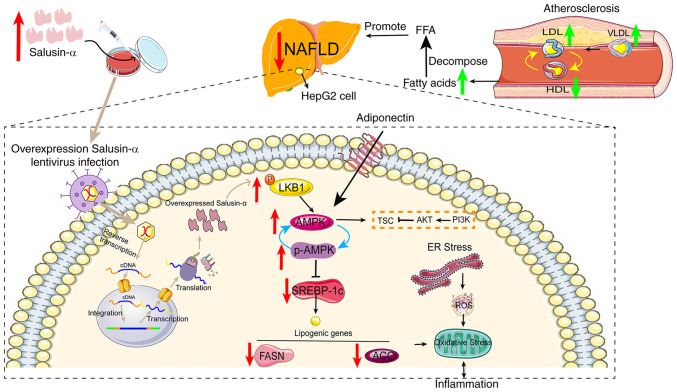 Salusin-α
NAFLD
HepG2 cell
Promote
FFA
Decompose
Fatty acids
Atherosclerosis
LDL
VLDL
HDL
Overexpression Salusin-α
lentivirus infection
Reverse
transcription
cDNA
cDNA
Integration
Transcription
Translation
Overexpressed Salusin-α
Adiponectin
P
LKB1
AMPK
p-AMPK
SREBP-1c
Lipogenic genes
FASN
ACC
TSC
AKT
PI3K
ER Stress
ROS
Oxidative Stress
Inflammation